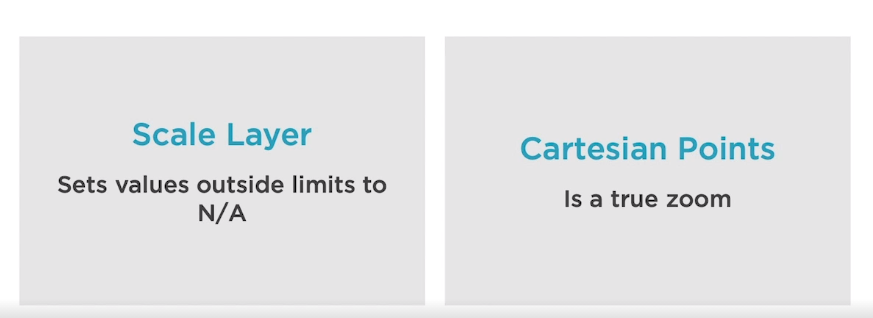 Scale Layer
Sets values outside limits to
N/A
Cartesian Points
Is a true zoom